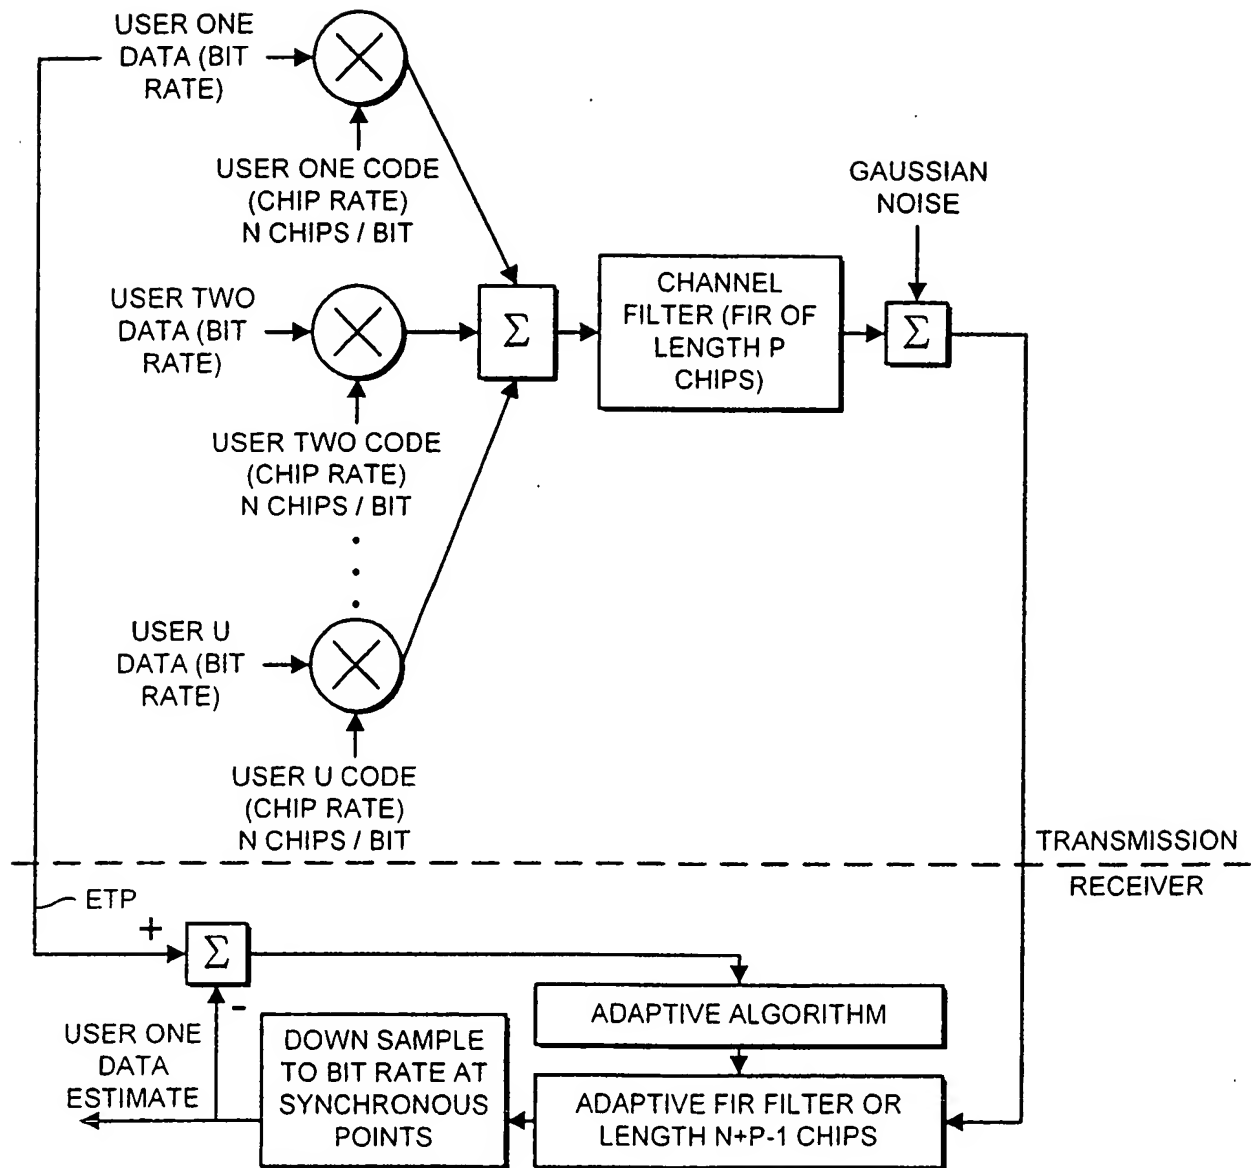 USER ONE
DATA (BIT
RATE)
USER ONE CODE
(CHIP RATE)
N CHIPS / BIT
GAUSSIAN
NOISE
USER TWO
DATA (BIT
RATE)
Σ
CHANNEL
FILTER (FIR OF
LENGTH P
CHIPS)
Σ
USER TWO CODE
(CHIP RATE)
N CHIPS / BIT
USER U
DATA (BIT
RATE)
USER U CODE
(CHIP RATE)
N CHIPS / BIT
TRANSMISSION
RECEIVER
ETP
+
Σ
-
ADAPTIVE ALGORITHM
USER ONE
DATA
ESTIMATE
DOWN SAMPLE
TO BIT RATE AT
SYNCHRONOUS
POINTS
ADAPTIVE FIR FILTER OR
LENGTH N+P-1 CHIPS